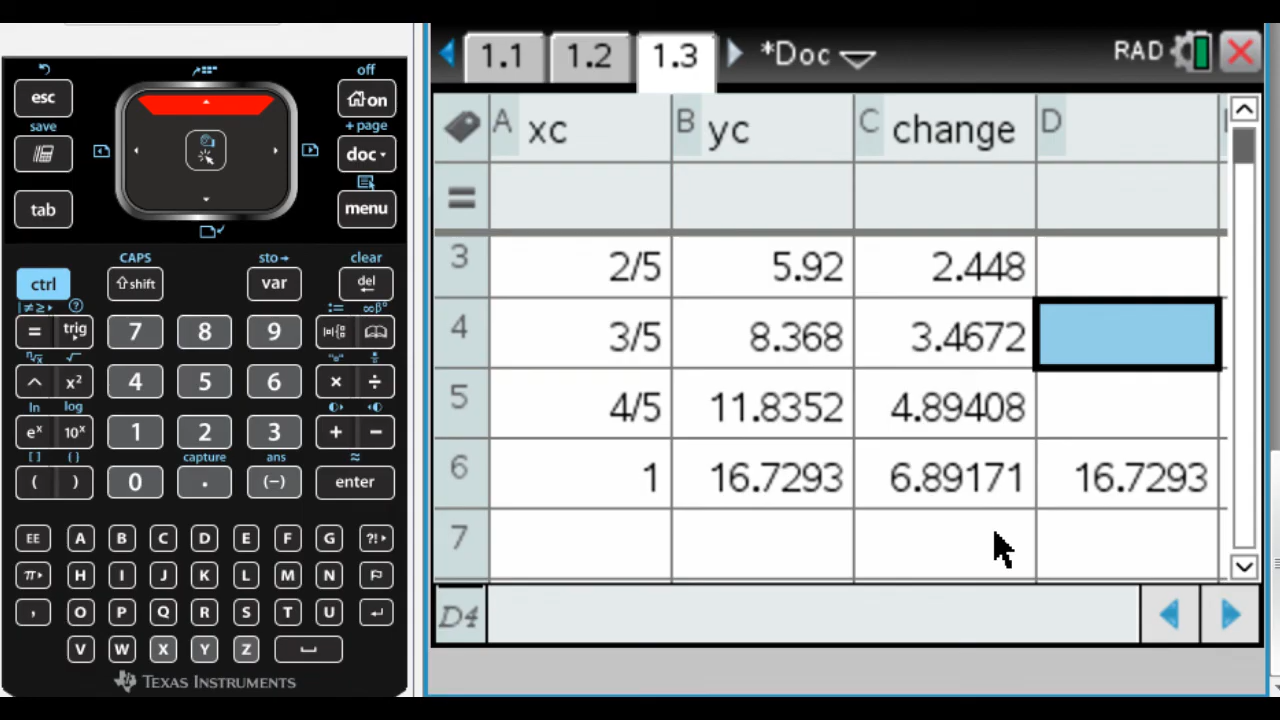 1.1 1.2 1.3 *Doc RAD
A xc B yc C change D
=
3 2/5 5.92 2.448
4 3/5 8.368 3.4672
5 4/5 11.8352 4.89408
6 1 16.7293 6.89171 16.7293
7
D4
off
esc on
save + page
doc
tab menu
CAPS sto→ clear
ctrl shift var del
|≠≥▸ ? := ∞β°
= trig 7 8 9
ⁿ√x √
^ x² 4 5 6 × ÷
ln log
eˣ 10ˣ 1 2 3 + −
[ ] { } capture ans ≈
( ) 0 . (−) enter
EE A B C D E F G ?!▸
π▸ H I J K L M N
, O P Q R S T U
V W X Y Z
TEXAS INSTRUMENTS